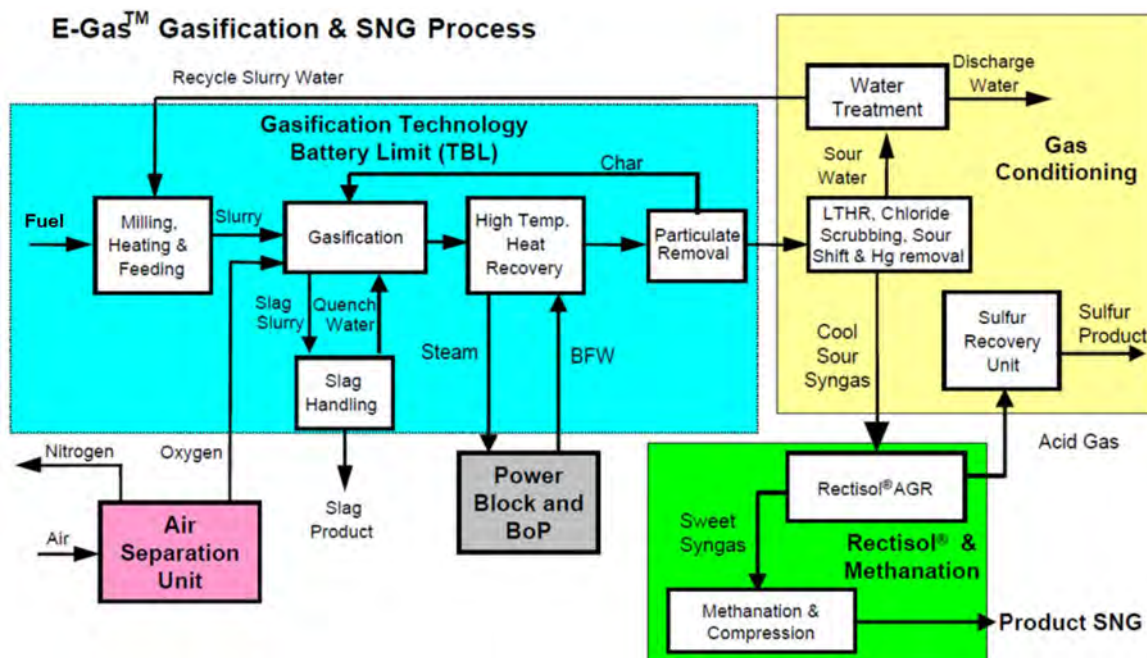 E-Gas™ Gasification & SNG Process
Recycle Slurry Water
Gasification Technology
Battery Limit (TBL)
Fuel
Milling,
Heating &
Feeding
Slurry
Gasification
Char
High Temp.
Heat
Recovery
Particulate
Removal
Slag
Slurry
Quench
Water
Slag
Handling
Slag
Product
Steam
BFW
Power
Block and
BoP
Nitrogen
Oxygen
Air
Air
Separation
Unit
Water
Treatment
Discharge
Water
Sour
Water
Gas
Conditioning
LTHR, Chloride
Scrubbing, Sour
Shift & Hg removal
Cool
Sour
Syngas
Sulfur
Recovery
Unit
Sulfur
Product
Acid Gas
Rectisol® AGR
Sweet
Syngas
Rectisol® &
Methanation
Methanation &
Compression
Product SNG